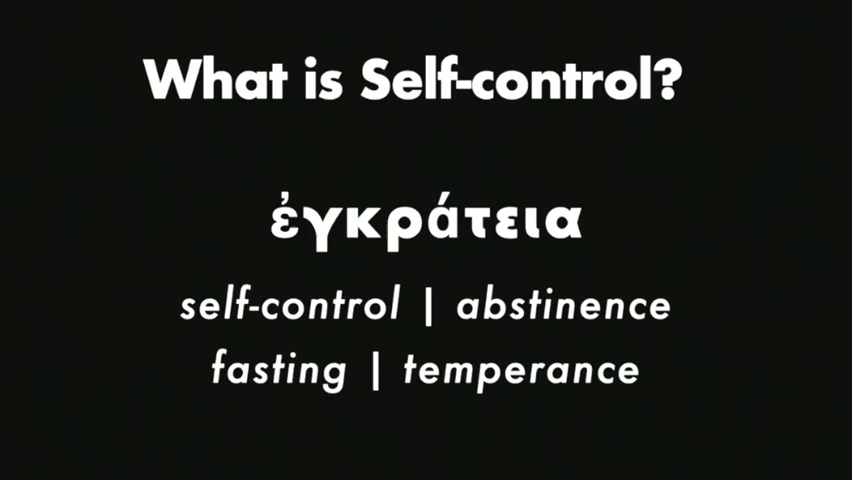 What is Self-control?
ἐγκράτεια
self-control | abstinence
fasting | temperance